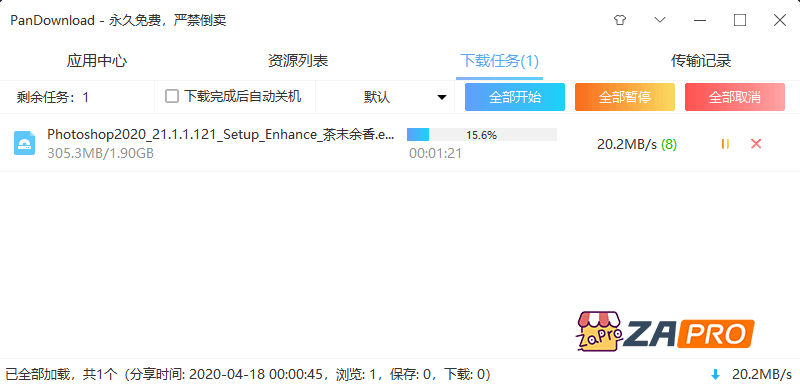 PanDownload - 永久免费，严禁倒卖
应用中心 资源列表 下载任务(1) 传输记录
剩余任务：1 下载完成后自动关机 默认 全部开始 全部暂停 全部取消
Photoshop2020_21.1.1.121_Setup_Enhance_茶末余香.e... 15.6% 20.2MB/s (8)
305.3MB/1.90GB 00:01:21
ZaPro ZAPRO
已全部加载，共1个（分享时间: 2020-04-18 00:00:45，浏览: 1，保存: 0，下载: 0） 20.2MB/s